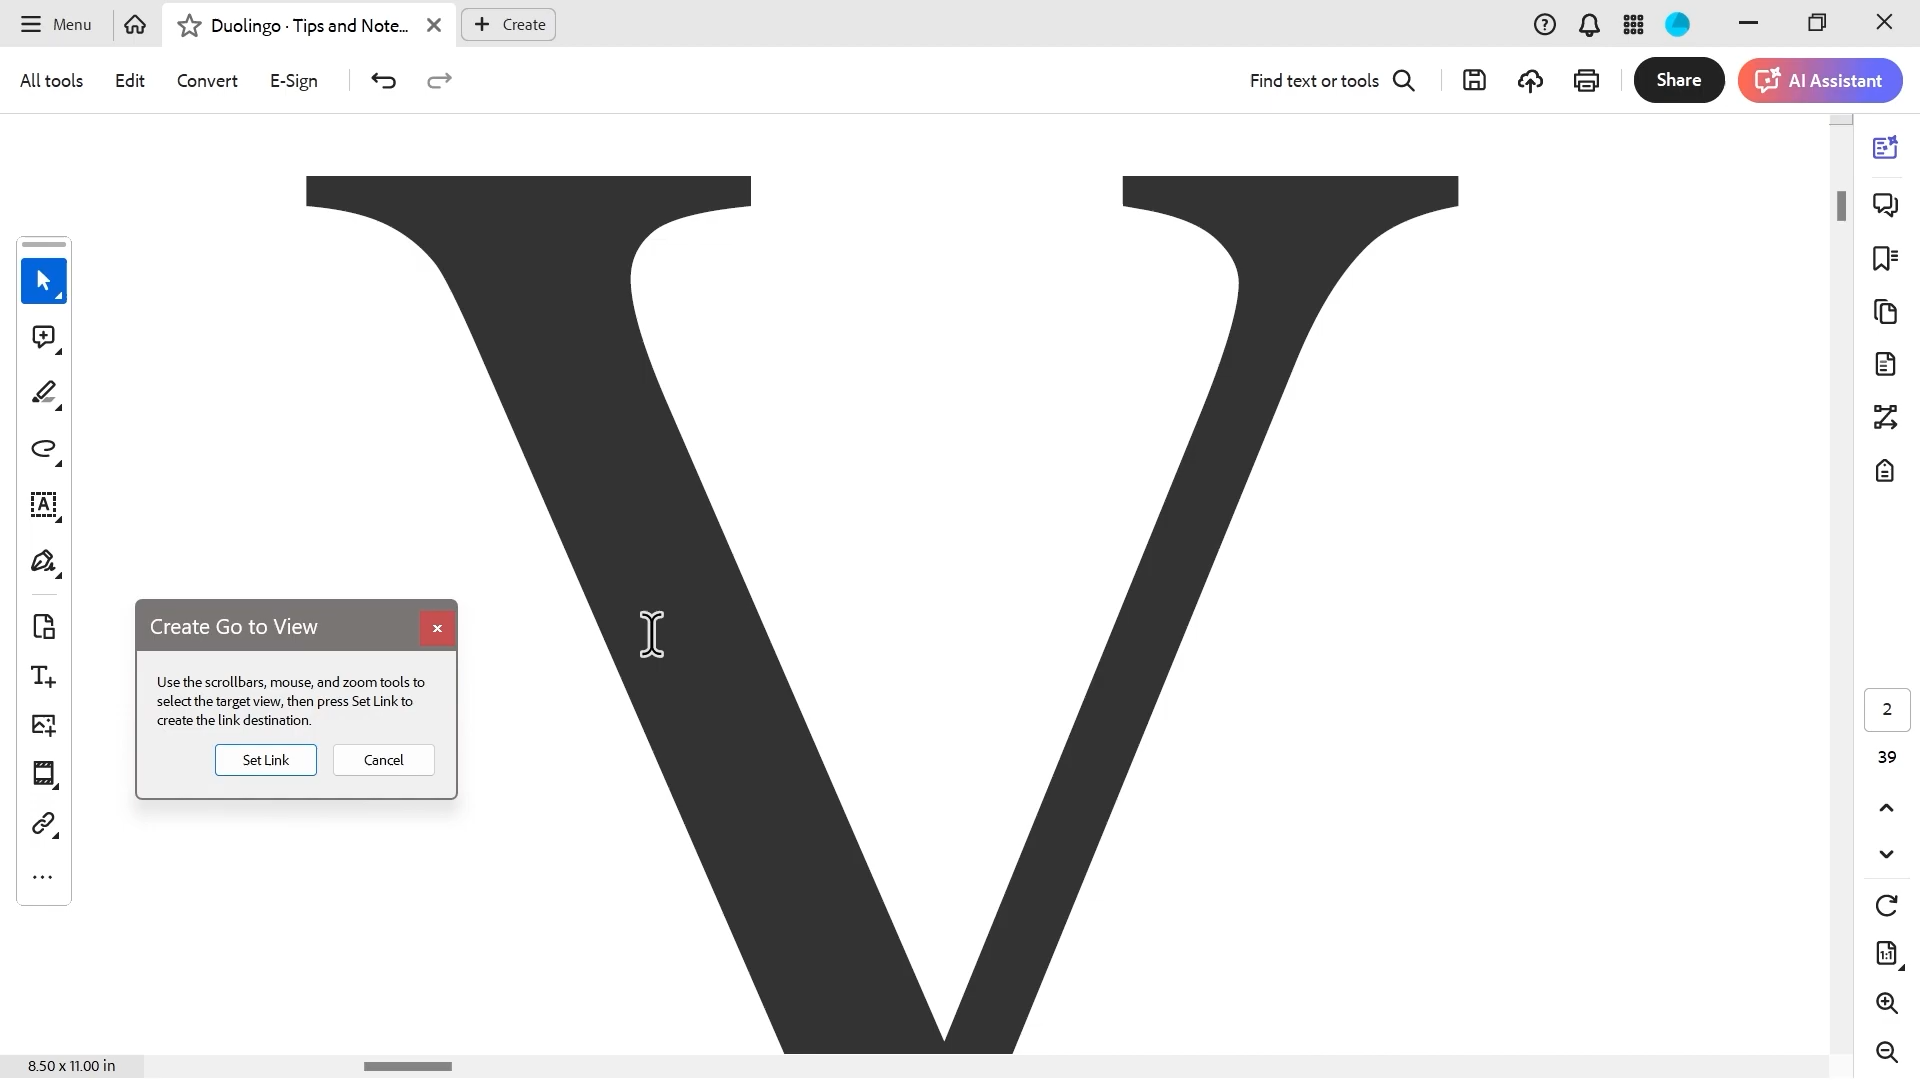 Menu
Duolingo · Tips and Note...
Create
All tools
Edit
Convert
E-Sign
Find text or tools
Share
AI Assistant
V
Create Go to View
Use the scrollbars, mouse, and zoom tools to
select the target view, then press Set Link to
create the link destination.
Set Link
Cancel
2
39
8.50 x 11.00 in